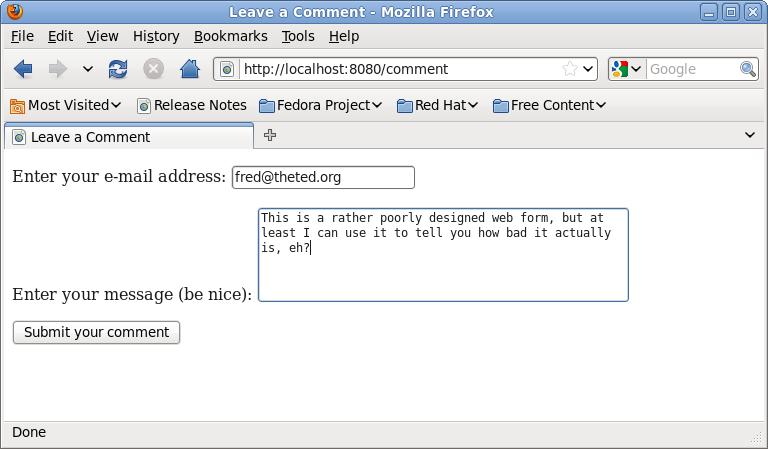 Leave a Comment - Mozilla Firefox
File Edit View History Bookmarks Tools Help
http://localhost:8080/comment Google
Most Visited Release Notes Fedora Project Red Hat Free Content
Leave a Comment
Enter your e-mail address: fred@theted.org
This is a rather poorly designed web form, but at
least I can use it to tell you how bad it actually
is, eh?
Enter your message (be nice):
Submit your comment
Done